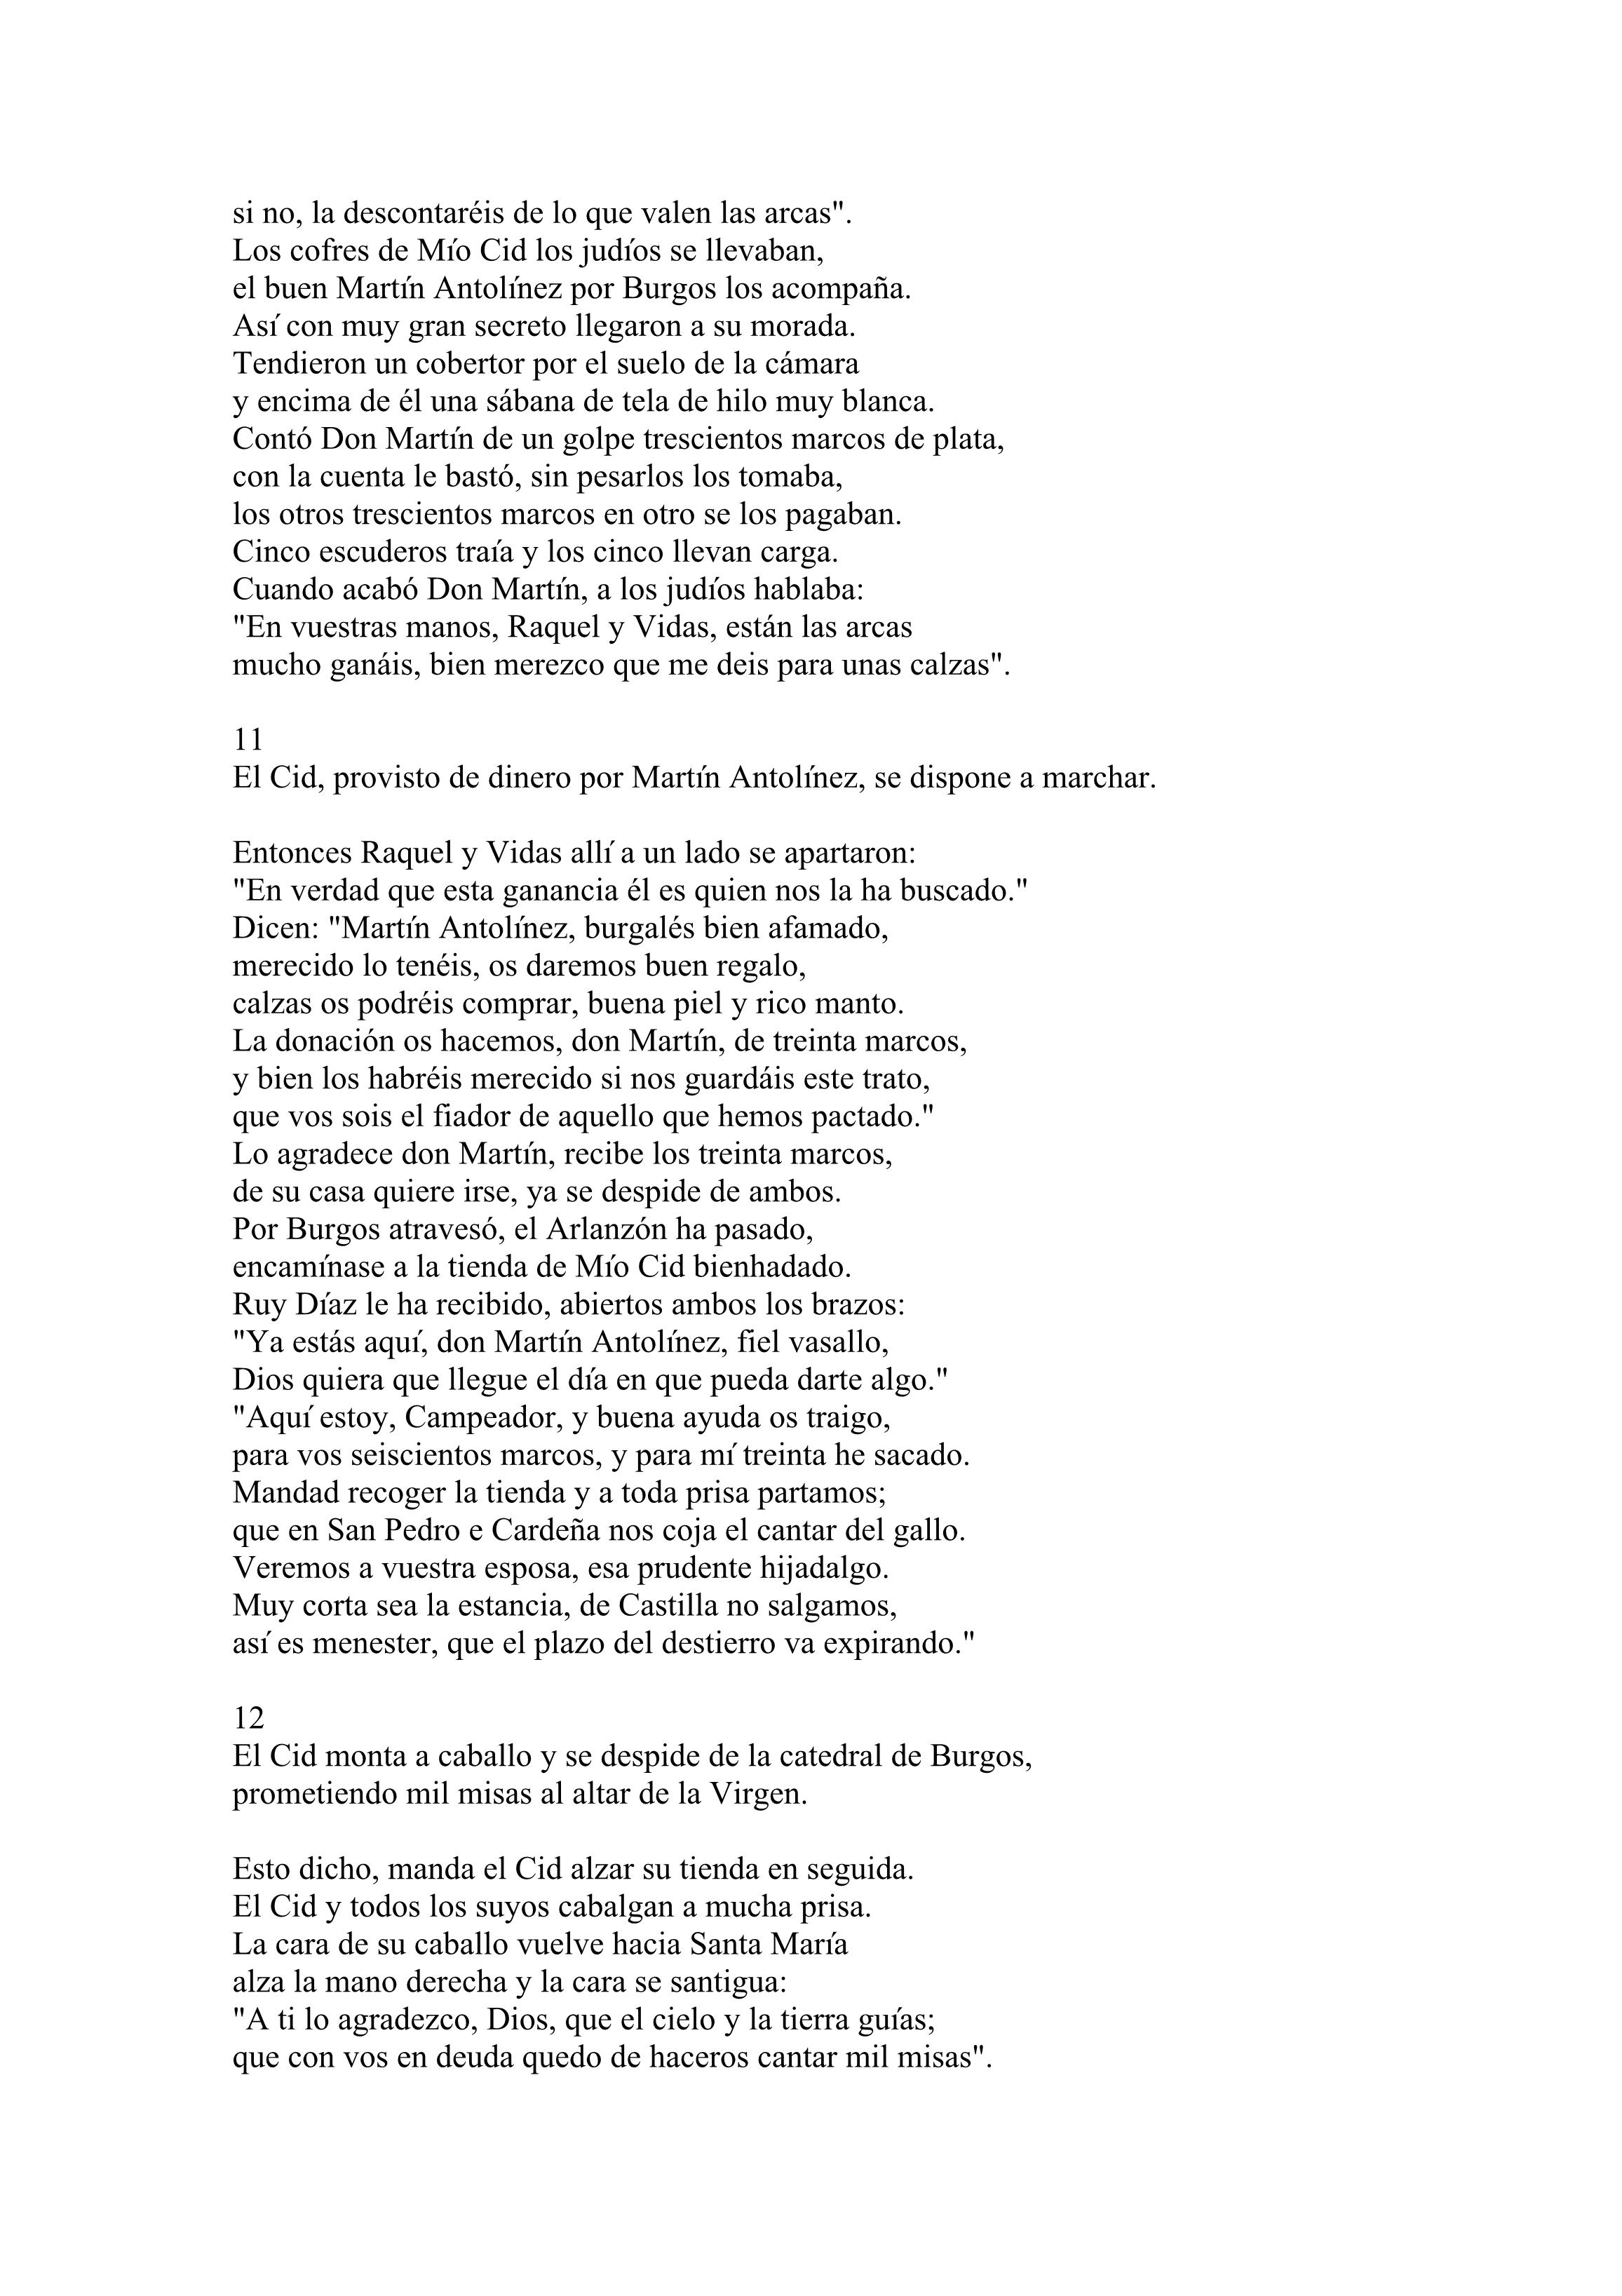 si no, la descontaréis de lo que valen las arcas".
Los cofres de Mío Cid los judíos se llevaban,
el buen Martín Antolínez por Burgos los acompaña.
Así con muy gran secreto llegaron a su morada.
Tendieron un cobertor por el suelo de la cámara
y encima de él una sábana de tela de hilo muy blanca.
Contó Don Martín de un golpe trescientos marcos de plata,
con la cuenta le bastó, sin pesarlos los tomaba,
los otros trescientos marcos en otro se los pagaban.
Cinco escuderos traía y los cinco llevan carga.
Cuando acabó Don Martín, a los judíos hablaba:
"En vuestras manos, Raquel y Vidas, están las arcas
mucho ganáis, bien merezco que me deis para unas calzas".
11
El Cid, provisto de dinero por Martín Antolínez, se dispone a marchar.
Entonces Raquel y Vidas allí a un lado se apartaron:
"En verdad que esta ganancia él es quien nos la ha buscado."
Dicen: "Martín Antolínez, burgalés bien afamado,
merecido lo tenéis, os daremos buen regalo,
calzas os podréis comprar, buena piel y rico manto.
La donación os hacemos, don Martín, de treinta marcos,
y bien los habréis merecido si nos guardáis este trato,
que vos sois el fiador de aquello que hemos pactado."
Lo agradece don Martín, recibe los treinta marcos,
de su casa quiere irse, ya se despide de ambos.
Por Burgos atravesó, el Arlanzón ha pasado,
encamínase a la tienda de Mío Cid bienhadado.
Ruy Díaz le ha recibido, abiertos ambos los brazos:
"Ya estás aquí, don Martín Antolínez, fiel vasallo,
Dios quiera que llegue el día en que pueda darte algo."
"Aquí estoy, Campeador, y buena ayuda os traigo,
para vos seiscientos marcos, y para mí treinta he sacado.
Mandad recoger la tienda y a toda prisa partamos;
que en San Pedro e Cardeña nos coja el cantar del gallo.
Veremos a vuestra esposa, esa prudente hijadalgo.
Muy corta sea la estancia, de Castilla no salgamos,
así es menester, que el plazo del destierro va expirando."
12
El Cid monta a caballo y se despide de la catedral de Burgos,
prometiendo mil misas al altar de la Virgen.
Esto dicho, manda el Cid alzar su tienda en seguida.
El Cid y todos los suyos cabalgan a mucha prisa.
La cara de su caballo vuelve hacia Santa María
alza la mano derecha y la cara se santigua:
"A ti lo agradezco, Dios, que el cielo y la tierra guías;
que con vos en deuda quedo de haceros cantar mil misas".